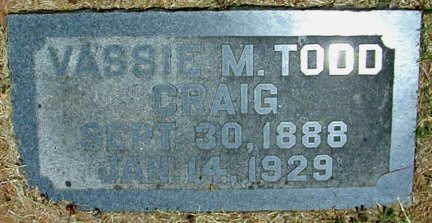 VASSIE M. TODD
CRAIG
SEPT. 30, 1888
JAN. 14, 1929